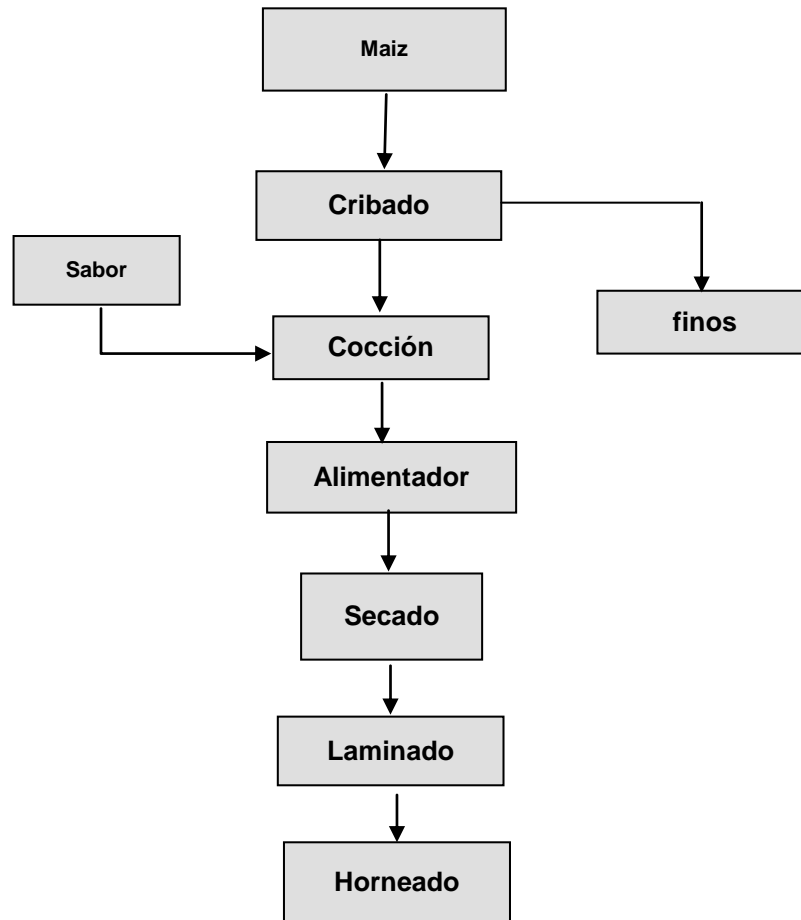 Maiz
Cribado
Sabor
finos
Cocción
Alimentador
Secado
Laminado
Horneado